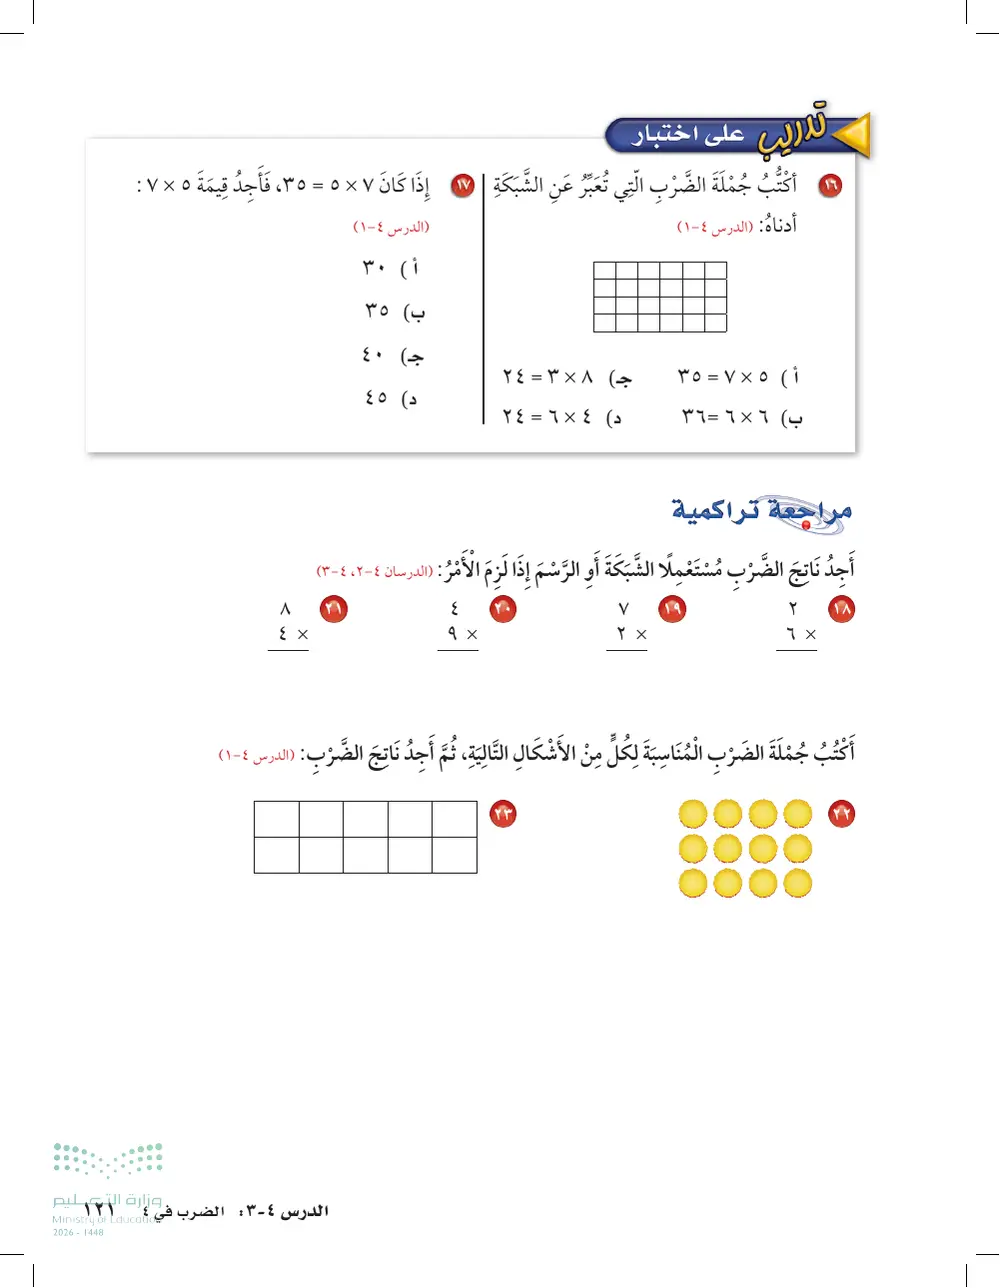 تدريب على اختبار
١٦ أَكْتُبُ جُمْلَةَ الضَّرْبِ الَّتِي تُعَبِّرُ عَنِ الشَّبَكَةِ
أدناهُ: (الدرس ٤-١)
أ ) ٥ × ٧ = ٣٥
جـ) ٨ × ٣ = ٢٤
ب) ٦ × ٦ =٣٦
د) ٤ × ٦ = ٢٤
١٧ إِذَا كَانَ ٧ × ٥ = ٣٥، فَأَجِدُ قِيمَةَ ٥ × ٧ :
(الدرس ٤-١)
أ ) ٣٠
ب) ٣٥
جـ) ٤٠
د) ٤٥
مراجعة تراكمية
أَجِدُ نَاتِجَ الضَّرْبِ مُسْتَعْمِلًا الشَّبَكَةَ أَوِ الرَّسْمَ إِذَا لَزِمَ الْأَمْرُ: (الدرسان ٤-٢، ٤-٣)
١٨ ٢
× ٦
١٩ ٧
× ٢
٢٠ ٤
× ٩
٢١ ٨
× ٤
أَكْتُبُ جُمْلَةَ الضَرْبِ الْمُنَاسِبَةَ لِكُلٍّ مِنْ الأَشْكَالِ التَّالِيَةِ، ثُمَّ أَجِدُ نَاتِجَ الضَّرْبِ: (الدرس ٤-١)
٢٢
٢٣
وزارة التعليم
Ministry of Education
2026 - 1448
الدرس ٤-٣: الضرب في ٤ ١٢١